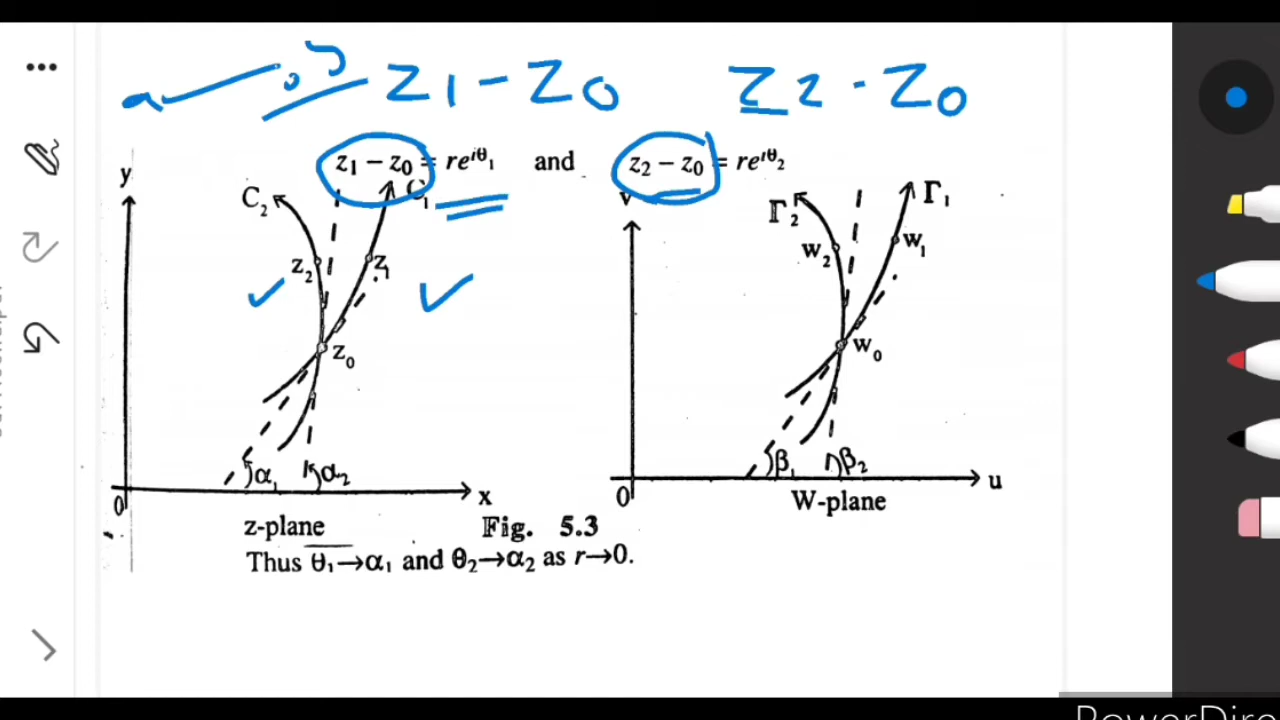 Z1-Z0 Z2-Z0
z₁ – z₀ = re^{iθ₁} and z₂ – z₀ = re^{iθ₂}
y C₂ C₁ v Γ₂ Γ₁
z₂ z₁ w₂ w₁
z₀ w₀
α₁ α₂ β₁ β₂
0 x 0 u
z-plane Fig. 5.3 W-plane
Thus θ₁→α₁ and θ₂→α₂ as r→0.